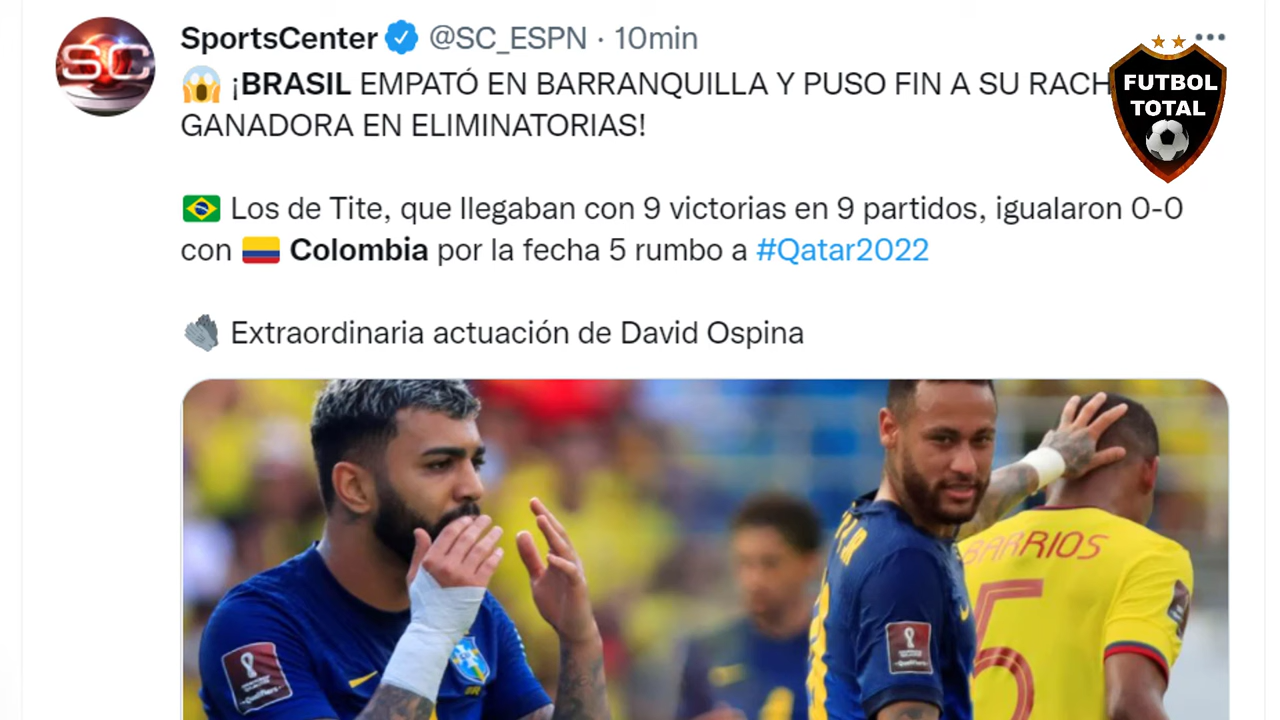 SC
SportsCenter @SC_ESPN · 10min
¡BRASIL EMPATÓ EN BARRANQUILLA Y PUSO FIN A SU RACH
GANADORA EN ELIMINATORIAS!
FUTBOL
TOTAL
Los de Tite, que llegaban con 9 victorias en 9 partidos, igualaron 0-0
con Colombia por la fecha 5 rumbo a #Qatar2022
Extraordinaria actuación de David Ospina
BARRIOS
5